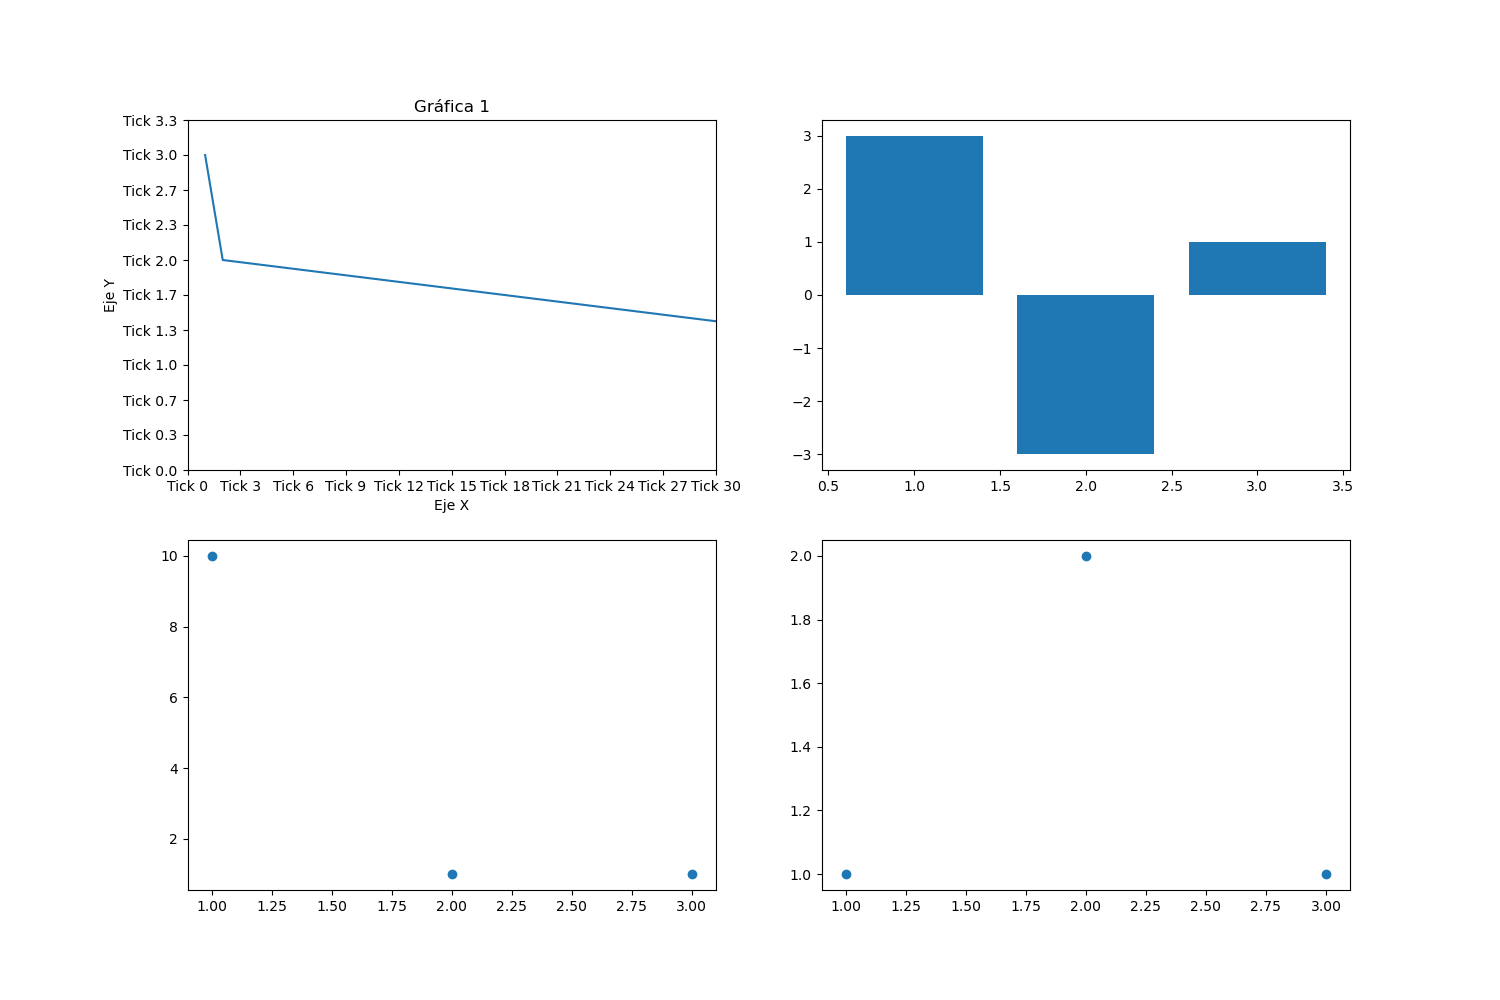 Gráfica 1
Tick 3.3
Tick 3.0
Tick 2.7
Tick 2.3
Tick 2.0
Tick 1.7
Tick 1.3
Tick 1.0
Tick 0.7
Tick 0.3
Tick 0.0
Eje Y
Tick 0 Tick 3 Tick 6 Tick 9 Tick 12 Tick 15 Tick 18 Tick 21 Tick 24 Tick 27 Tick 30
Eje X
3
2
1
0
−1
−2
−3
0.5 1.0 1.5 2.0 2.5 3.0 3.5
10
8
6
4
2
1.00 1.25 1.50 1.75 2.00 2.25 2.50 2.75 3.00
2.0
1.8
1.6
1.4
1.2
1.0
1.00 1.25 1.50 1.75 2.00 2.25 2.50 2.75 3.00